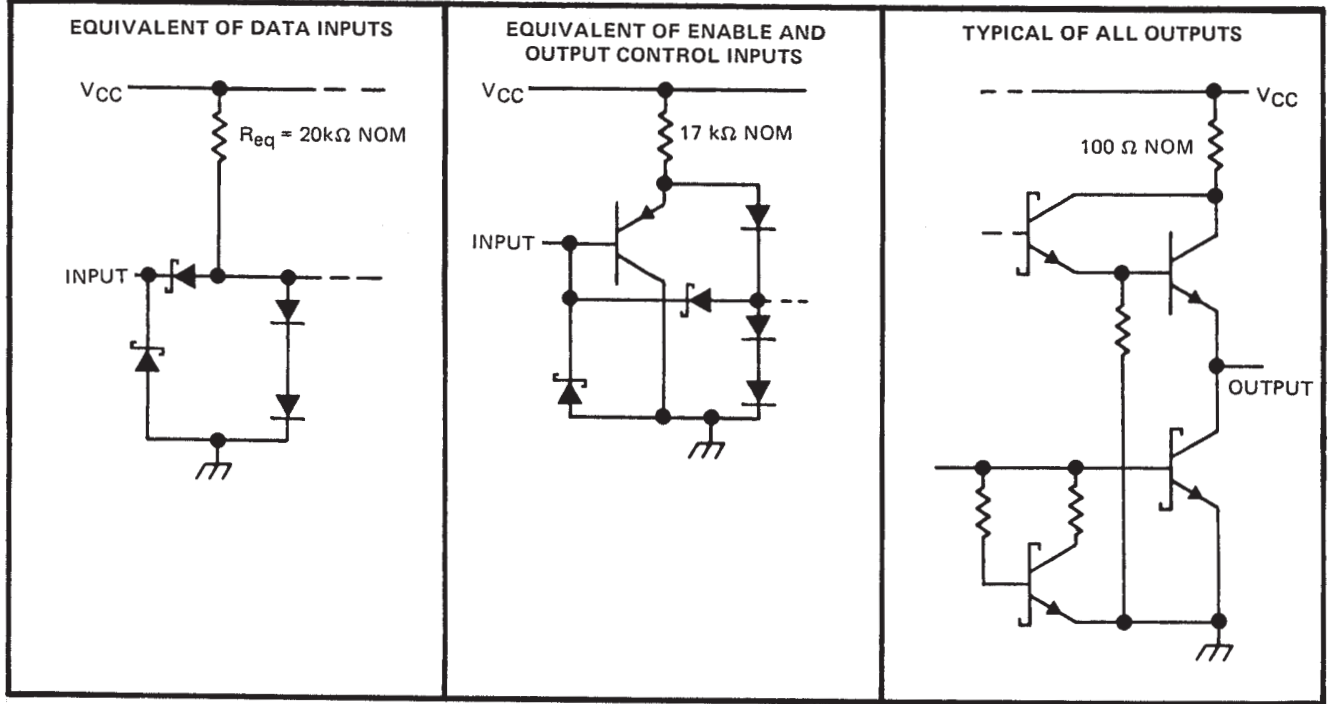 EQUIVALENT OF DATA INPUTS
VCC
Req = 20kΩ NOM
INPUT
EQUIVALENT OF ENABLE AND
OUTPUT CONTROL INPUTS
VCC
17 kΩ NOM
INPUT
TYPICAL OF ALL OUTPUTS
VCC
100 Ω NOM
OUTPUT